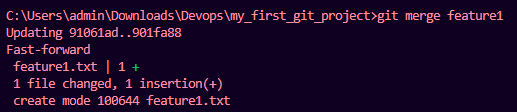 C:\Users\admin\Downloads\Devops\my_first_git_project>git merge feature1
Updating 91061ad..901fa88
Fast-forward
 feature1.txt | 1 +
 1 file changed, 1 insertion(+)
 create mode 100644 feature1.txt